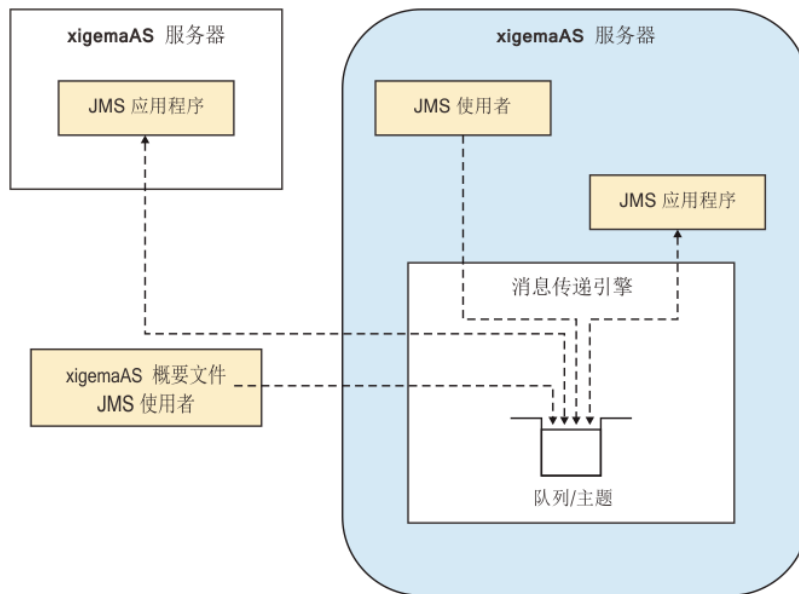 xigemaAS 服务器
JMS 应用程序
xigemaAS 服务器
JMS 使用者
JMS 应用程序
消息传递引擎
队列/主题
xigemaAS 概要文件
JMS 使用者